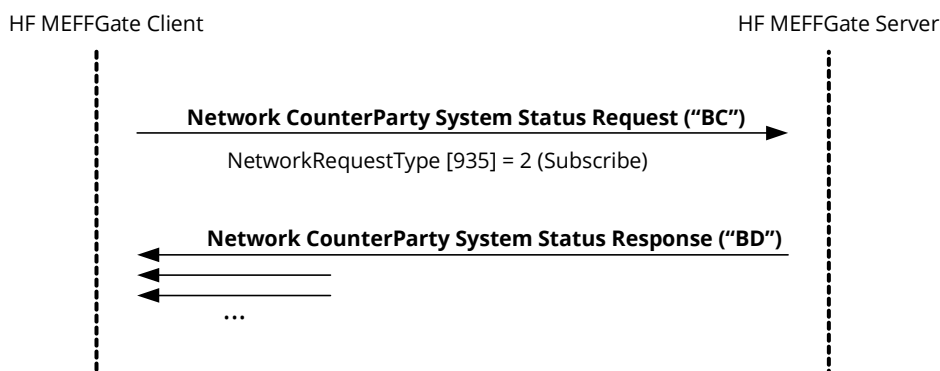 HF MEFFGate Client
HF MEFFGate Server
Network CounterParty System Status Request (“BC”)
NetworkRequestType [935] = 2 (Subscribe)
Network CounterParty System Status Response (“BD”)
...